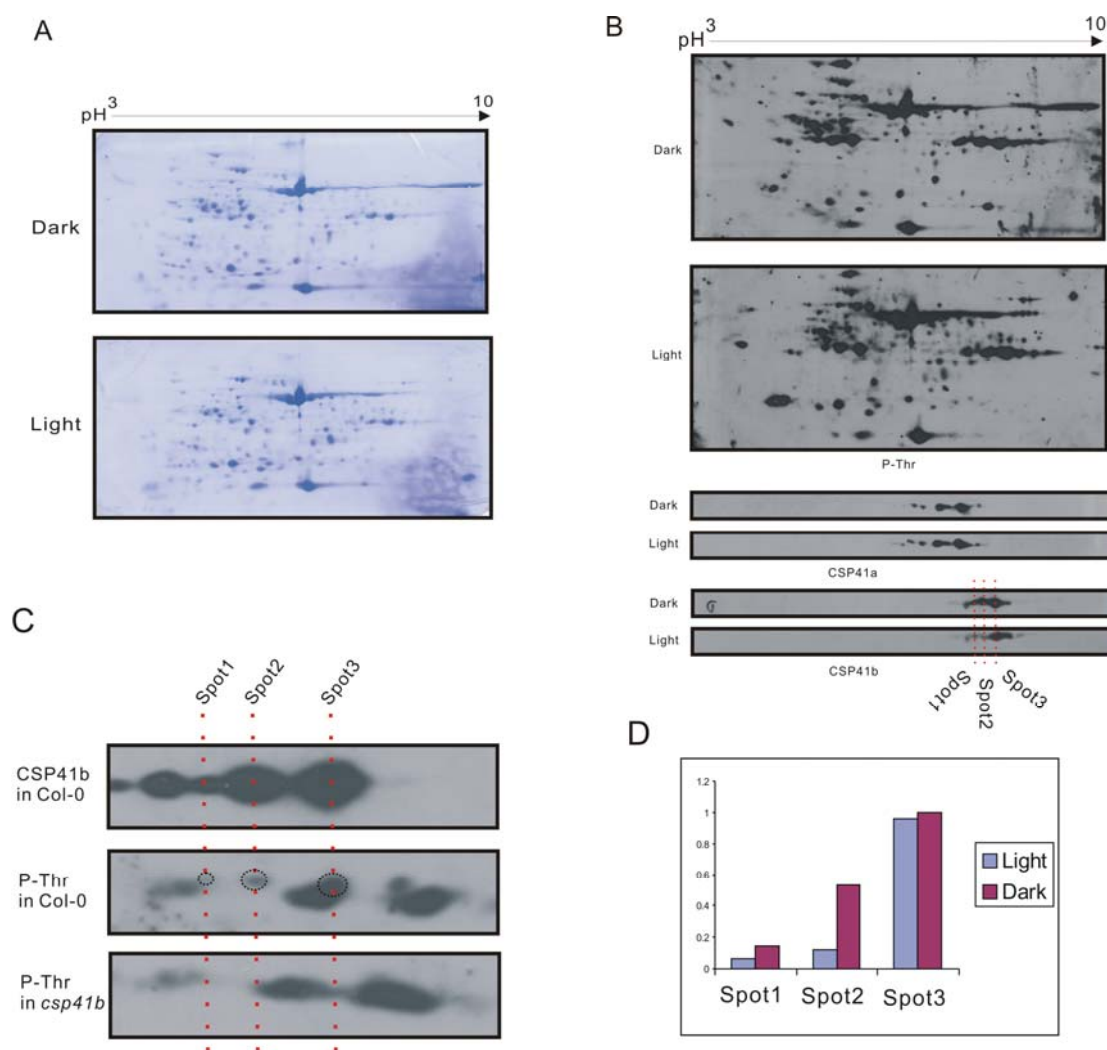 A
pH 3 10
Dark
Light
B
pH 3 10
Dark
Light
P-Thr
Dark
Light
CSP41a
Dark
Light
CSP41b
Spot1
Spot2
Spot3
C
Spot1
Spot2
Spot3
CSP41b
in Col-0
P-Thr
in Col-0
P-Thr
in csp41b
D
1.2
1
0.8
0.6
0.4
0.2
0
Spot1 Spot2 Spot3
Light
Dark